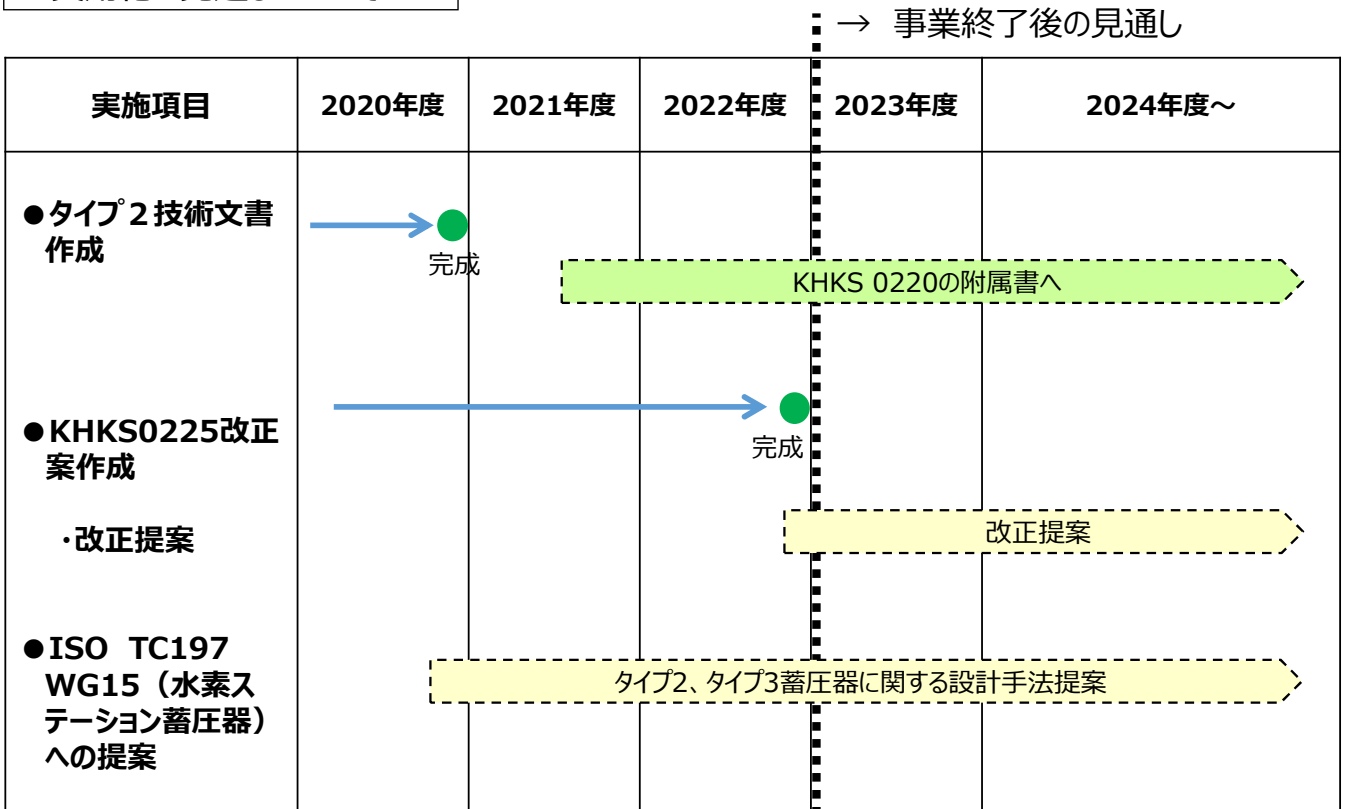 → 事業終了後の見通し
実施項目 2020年度 2021年度 2022年度 2023年度 2024年度～
●タイプ２技術文書
作成
完成
KHKS 0220の附属書へ
●KHKS0225改正
案作成
完成
・改正提案
改正提案
●ISO TC197
WG15（水素ス
テーション蓄圧器）
への提案
タイプ2、タイプ3蓄圧器に関する設計手法提案